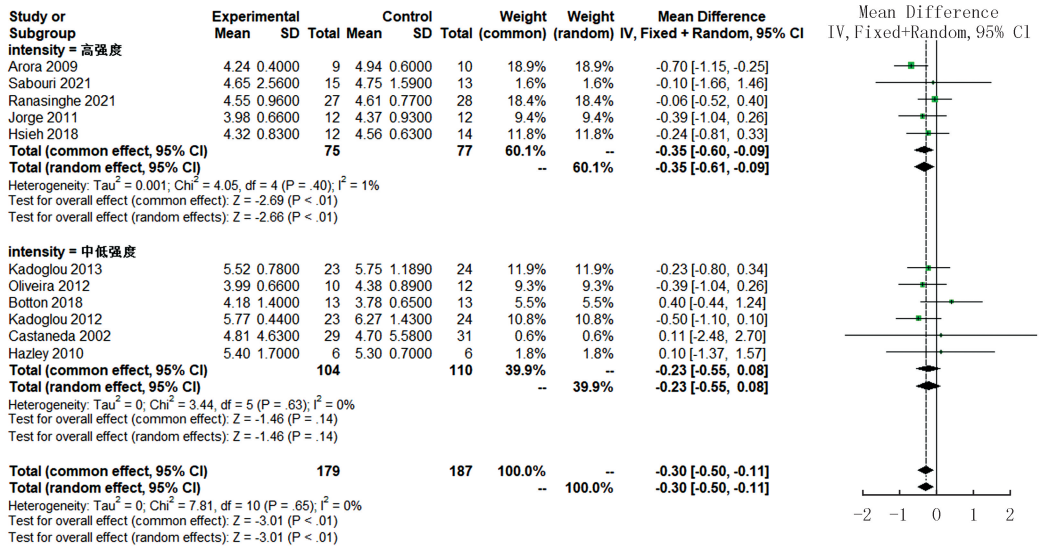 Study or Experimental Control Weight Weight Mean Difference Mean Difference
Subgroup Mean SD Total Mean SD Total (common) (random) IV, Fixed + Random, 95% CI IV,Fixed+Random,95% CI
intensity = 高强度
Arora 2009 4.24 0.4000 9 4.94 0.6000 10 18.9% 18.9% -0.70 [-1.15, -0.25]
Sabouri 2021 4.65 2.5600 15 4.75 1.5900 13 1.6% 1.6% -0.10 [-1.66, 1.46]
Ranasinghe 2021 4.55 0.9600 27 4.61 0.7700 28 18.4% 18.4% -0.06 [-0.52, 0.40]
Jorge 2011 3.98 0.6600 12 4.37 0.9300 12 9.4% 9.4% -0.39 [-1.04, 0.26]
Hsieh 2018 4.32 0.8300 12 4.56 0.6300 14 11.8% 11.8% -0.24 [-0.81, 0.33]
Total (common effect, 95% CI) 75 77 60.1% -- -0.35 [-0.60, -0.09]
Total (random effect, 95% CI) -- 60.1% -0.35 [-0.61, -0.09]
Heterogeneity: Tau² = 0.001; Chi² = 4.05, df = 4 (P = .40); I² = 1%
Test for overall effect (common effect): Z = -2.69 (P < .01)
Test for overall effect (random effects): Z = -2.66 (P < .01)
intensity = 中低强度
Kadoglou 2013 5.52 0.7800 23 5.75 1.1890 24 11.9% 11.9% -0.23 [-0.80, 0.34]
Oliveira 2012 3.99 0.6600 10 4.38 0.8900 12 9.3% 9.3% -0.39 [-1.04, 0.26]
Botton 2018 4.18 1.4000 13 3.78 0.6500 13 5.5% 5.5% 0.40 [-0.44, 1.24]
Kadoglou 2012 5.77 0.4400 23 6.27 1.4300 24 10.8% 10.8% -0.50 [-1.10, 0.10]
Castaneda 2002 4.81 4.6300 29 4.70 5.5800 31 0.6% 0.6% 0.11 [-2.48, 2.70]
Hazley 2010 5.40 1.7000 6 5.30 0.7000 6 1.8% 1.8% 0.10 [-1.37, 1.57]
Total (common effect, 95% CI) 104 110 39.9% -- -0.23 [-0.55, 0.08]
Total (random effect, 95% CI) -- 39.9% -0.23 [-0.55, 0.08]
Heterogeneity: Tau² = 0; Chi² = 3.44, df = 5 (P = .63); I² = 0%
Test for overall effect (common effect): Z = -1.46 (P = .14)
Test for overall effect (random effects): Z = -1.46 (P = .14)
Total (common effect, 95% CI) 179 187 100.0% -- -0.30 [-0.50, -0.11]
Total (random effect, 95% CI) -- 100.0% -0.30 [-0.50, -0.11]
Heterogeneity: Tau² = 0; Chi² = 7.81, df = 10 (P = .65); I² = 0%
Test for overall effect (common effect): Z = -3.01 (P < .01)
Test for overall effect (random effects): Z = -3.01 (P < .01)
-2 -1 0 1 2